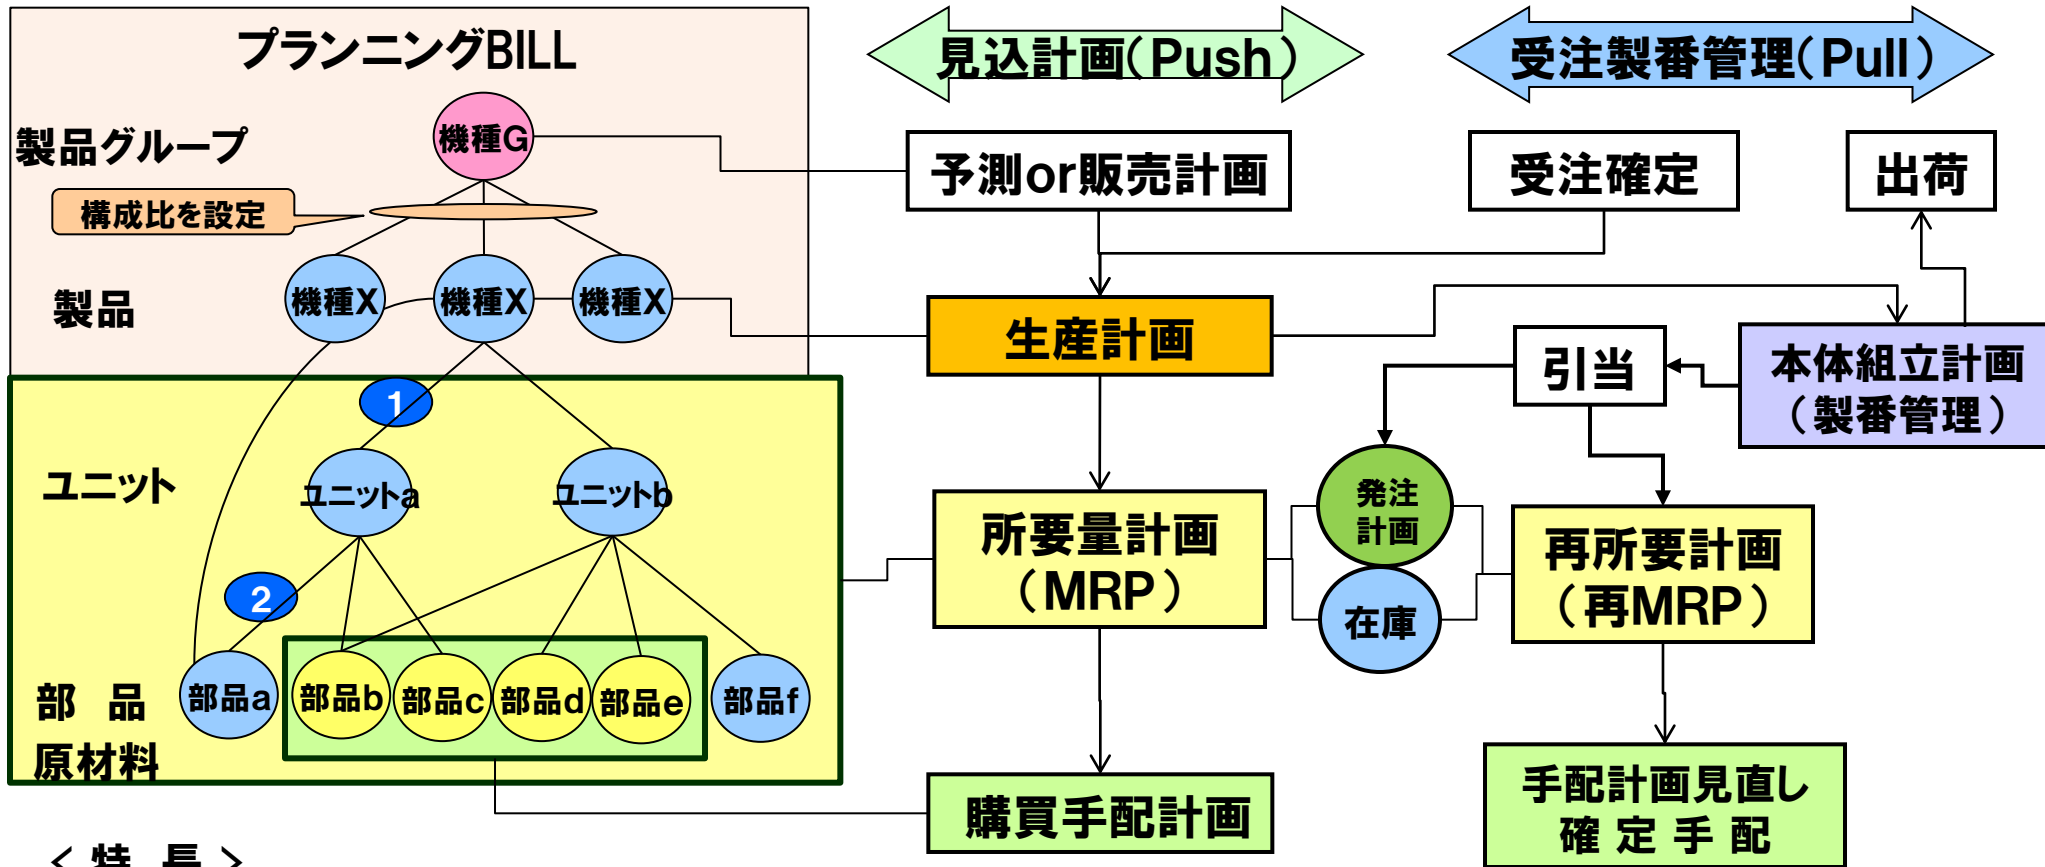 プランニングBILL
見込計画(Push)
受注製番管理(Pull)
製品グループ
機種G
構成比を設定
予測or販売計画
受注確定
出荷
製品
機種X
機種X
機種X
生産計画
引当
本体組立計画
(製番管理)
1
ユニット
ユニットa
ユニットb
所要量計画
(MRP)
発注
計画
在庫
再所要計画
(再MRP)
2
部 品
原材料
部品a
部品b
部品c
部品d
部品e
部品f
購買手配計画
手配計画見直し
確 定 手 配
<特 長>